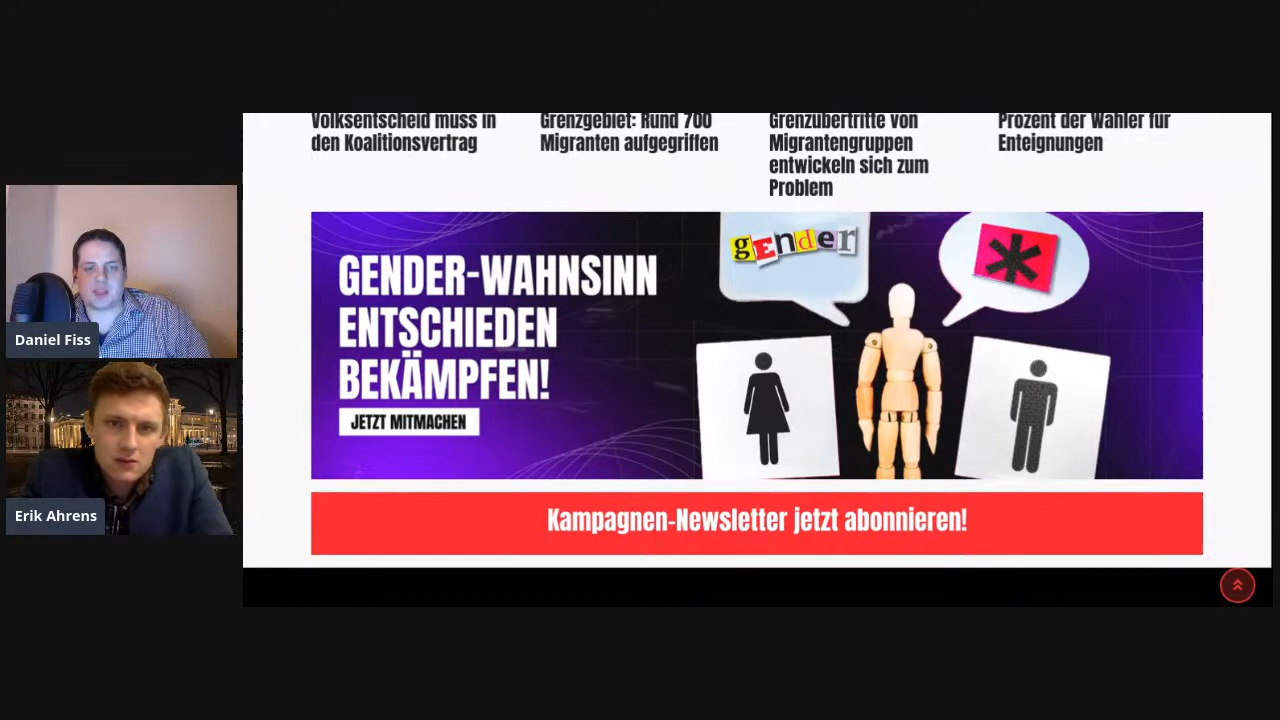 Volksentscheid muss in
den Koalitionsvertrag
Grenzgebiet: Rund 700
Migranten aufgegriffen
Grenzübertritte von
Migrantengruppen
entwickeln sich zum
Problem
Prozent der Wähler für
Enteignungen
GENDER-WAHNSINN
ENTSCHIEDEN
BEKÄMPFEN!
JETZT MITMACHEN
gEnder
*
Kampagnen-Newsletter jetzt abonnieren!
Daniel Fiss
Erik Ahrens